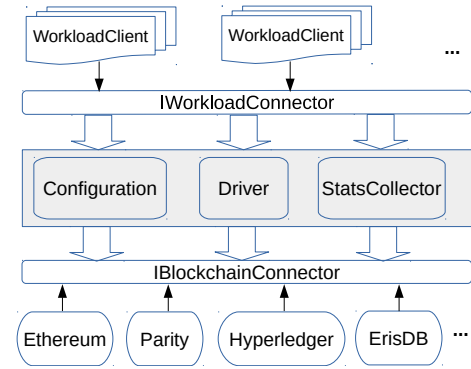 WorkloadClient WorkloadClient ...
IWorkloadConnector
Configuration Driver StatsCollector
IBlockchainConnector
Ethereum Parity Hyperledger ErisDB ...